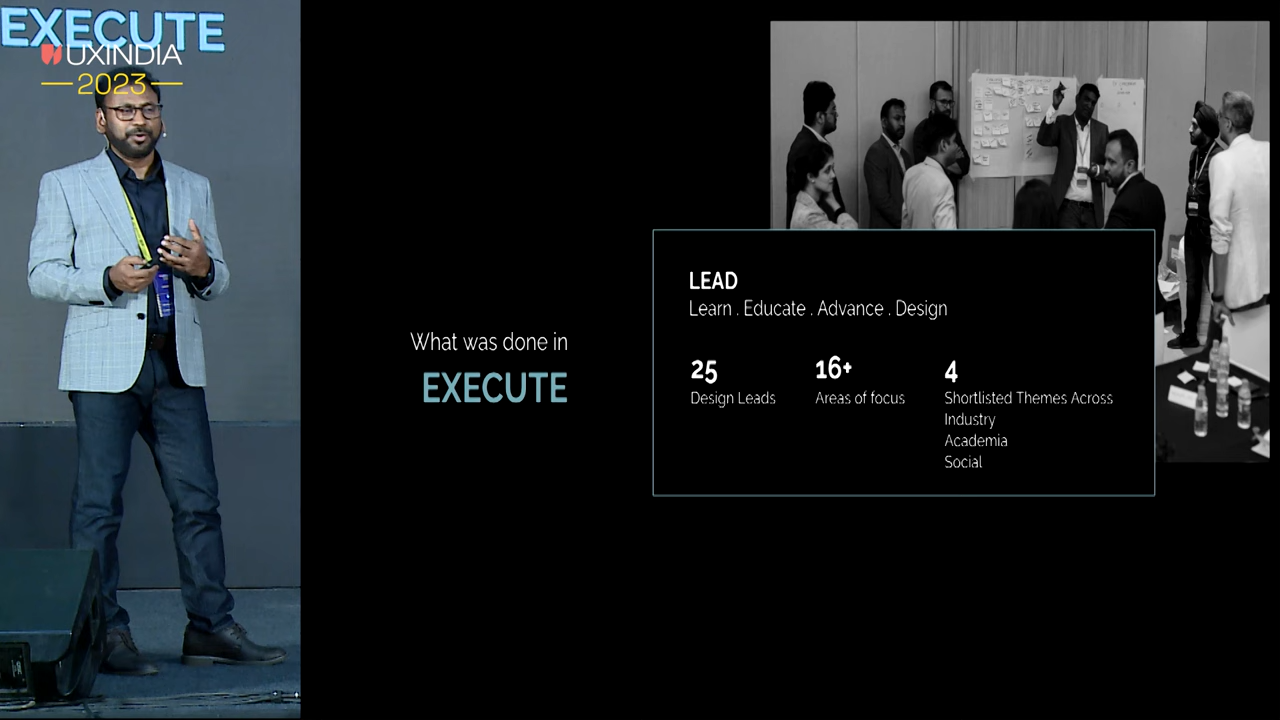 EXECUTE
UXINDIA
2023
What was done in
EXECUTE
LEAD
Learn . Educate . Advance . Design
25
Design Leads
16+
Areas of focus
4
Shortlisted Themes Across
Industry
Academia
Social